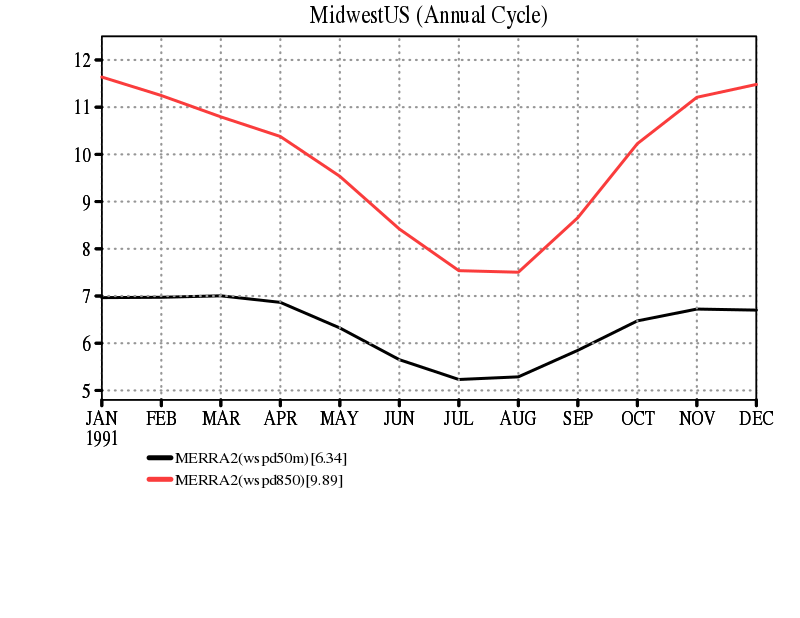 MidwestUS (Annual Cycle)
12
11
10
9
8
7
6
5
JAN FEB MAR APR MAY JUN JUL AUG SEP OCT NOV DEC
1991
MERRA2(wspd50m)[6.34]
MERRA2(wspd850)[9.89]